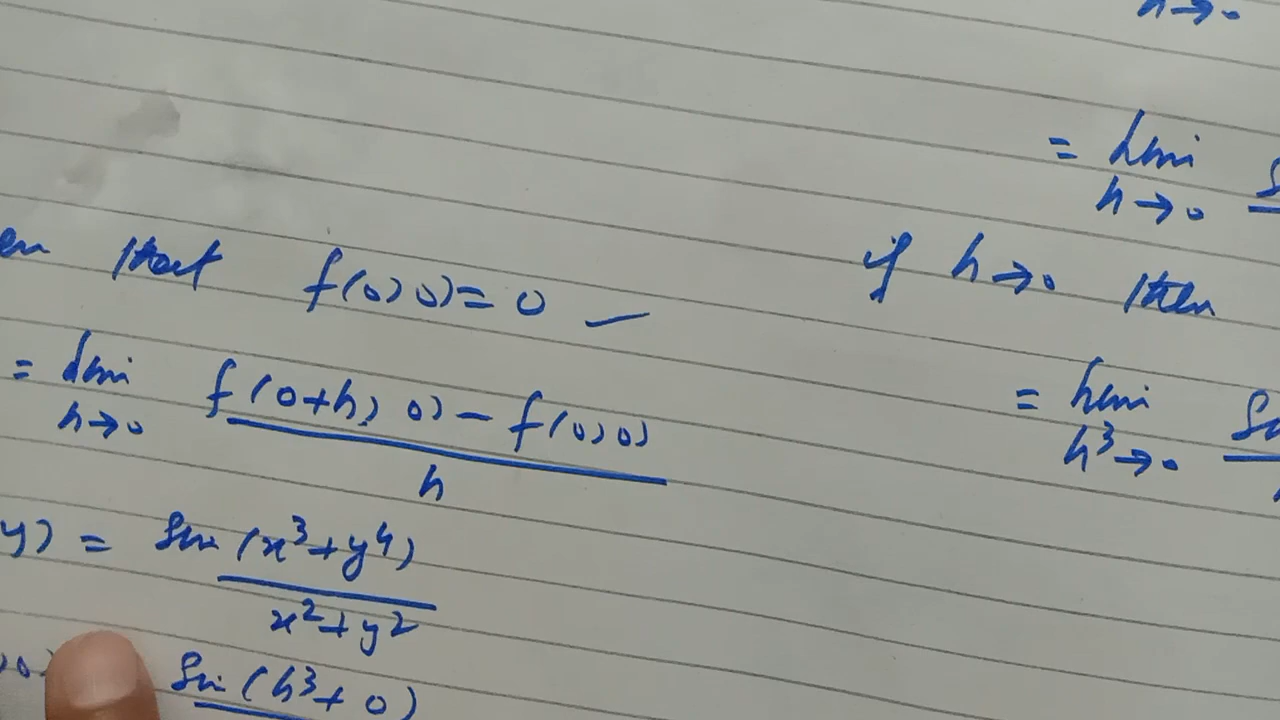 en that f(0,0)=0
= lim f(0+h, 0) - f(0,0)
h→0 h
y) = Sin (x³+y⁴)
x²+y²
Sin (h³+0)
h→0
= lim
h→0
if h→0 then
= lim
h³→0